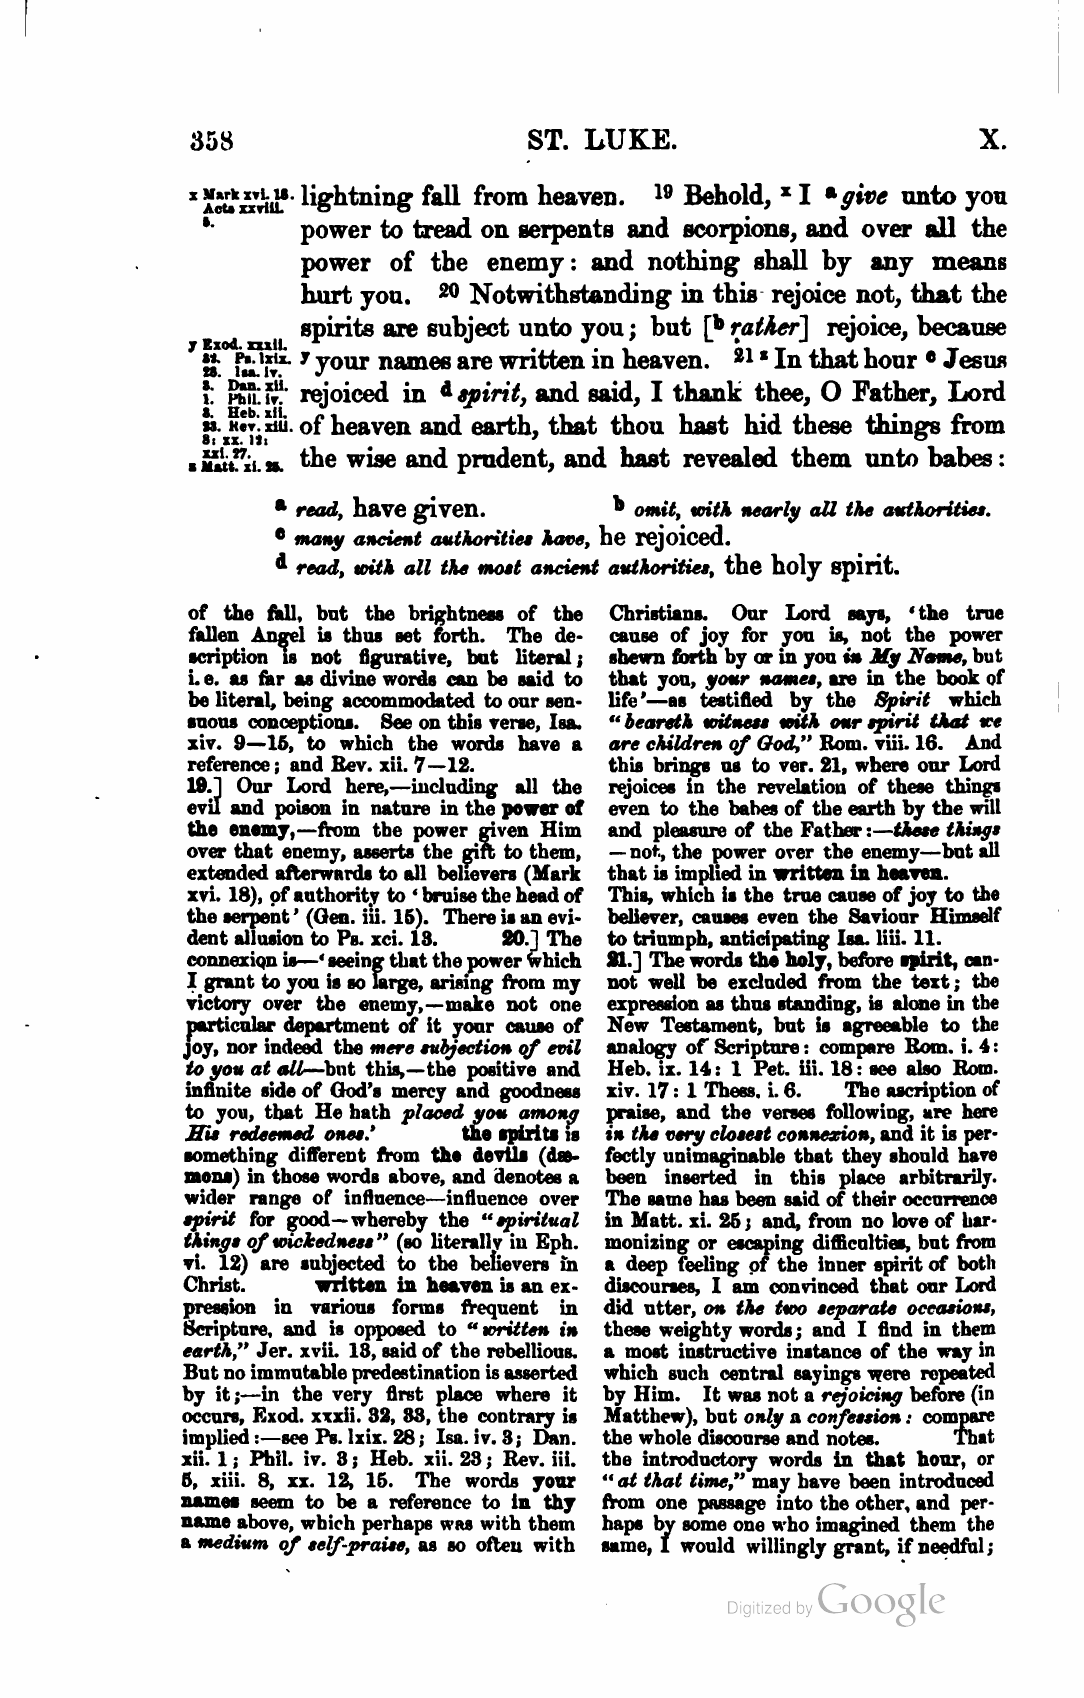 358 ST. LUKE. X.
x Mark xvi. 18.
Acts xxviii.
5.
lightning fall from heaven. 19 Behold, x I a give unto you
power to tread on serpents and scorpions, and over all the
power of the enemy: and nothing shall by any means
hurt you. 20 Notwithstanding in this rejoice not, that the
spirits are subject unto you; but [b rather] rejoice, because
y Exod. xxxii.
32. Ps. lxix.
28. Isa. iv.
3. Dan. xii.
1. Phil. iv.
3. Heb. xii.
23. Rev. xiii.
8: xx. 12:
xxi. 27.
z Matt. xi. 25.
y your names are written in heaven. 21 z In that hour c Jesus
rejoiced in d spirit, and said, I thank thee, O Father, Lord
of heaven and earth, that thou hast hid these things from
the wise and prudent, and hast revealed them unto babes:
a read, have given. b omit, with nearly all the authorities.
c many ancient authorities have, he rejoiced.
d read, with all the most ancient authorities, the holy spirit.
of the fall, but the brightness of the
fallen Angel is thus set forth. The de-
scription is not figurative, but literal;
i. e. as far as divine words can be said to
be literal, being accommodated to our sen-
suous conceptions. See on this verse, Isa.
xiv. 9—15, to which the words have a
reference; and Rev. xii. 7—12.
19.] Our Lord here,—including all the
evil and poison in nature in the power of
the enemy,—from the power given Him
over that enemy, asserts the gift to them,
extended afterwards to all believers (Mark
xvi. 18), of authority to ‘bruise the head of
the serpent’ (Gen. iii. 15). There is an evi-
dent allusion to Ps. xci. 13. 20.] The
connexion is—‘seeing that the power which
I grant to you is so large, arising from my
victory over the enemy,—make not one
particular department of it your cause of
joy, nor indeed the mere subjection of evil
to you at all—but this,—the positive and
infinite side of God's mercy and goodness
to you, that He hath placed you among
His redeemed ones.’ the spirits is
something different from the devils (dæ-
mons) in those words above, and denotes a
wider range of influence—influence over
spirit for good—whereby the “spiritual
things of wickedness” (so literally in Eph.
vi. 12) are subjected to the believers in
Christ. written in heaven is an ex-
pression in various forms frequent in
Scripture, and is opposed to “written in
earth,” Jer. xvii. 13, said of the rebellious.
But no immutable predestination is asserted
by it;—in the very first place where it
occurs, Exod. xxxii. 32, 33, the contrary is
implied:—see Ps. lxix. 28; Isa. iv. 3; Dan.
xii. 1; Phil. iv. 3; Heb. xii. 23; Rev. iii.
5, xiii. 8, xx. 12, 15. The words your
names seem to be a reference to in thy
name above, which perhaps was with them
a medium of self-praise, as so often with
Christians. Our Lord says, ‘the true
cause of joy for you is, not the power
shewn forth by or in you in My Name, but
that you, your names, are in the book of
life’—as testified by the Spirit which
“beareth witness with our spirit that we
are children of God,” Rom. viii. 16. And
this brings us to ver. 21, where our Lord
rejoices in the revelation of these things
even to the babes of the earth by the will
and pleasure of the Father:—these things
—not, the power over the enemy—but all
that is implied in written in heaven.
This, which is the true cause of joy to the
believer, causes even the Saviour Himself
to triumph, anticipating Isa. liii. 11.
21.] The words the holy, before spirit, can-
not well be excluded from the text; the
expression as thus standing, is alone in the
New Testament, but is agreeable to the
analogy of Scripture: compare Rom. i. 4:
Heb. ix. 14: 1 Pet. iii. 18: see also Rom.
xiv. 17: 1 Thess. i. 6. The ascription of
praise, and the verses following, are here
in the very closest connexion, and it is per-
fectly unimaginable that they should have
been inserted in this place arbitrarily.
The same has been said of their occurrence
in Matt. xi. 25; and, from no love of har-
monizing or escaping difficulties, but from
a deep feeling of the inner spirit of both
discourses, I am convinced that our Lord
did utter, on the two separate occasions,
these weighty words; and I find in them
a most instructive instance of the way in
which such central sayings were repeated
by Him. It was not a rejoicing before (in
Matthew), but only a confession: compare
the whole discourse and notes. That
the introductory words in that hour, or
“at that time,” may have been introduced
from one passage into the other, and per-
haps by some one who imagined them the
same, I would willingly grant, if needful;
Digitized by Google